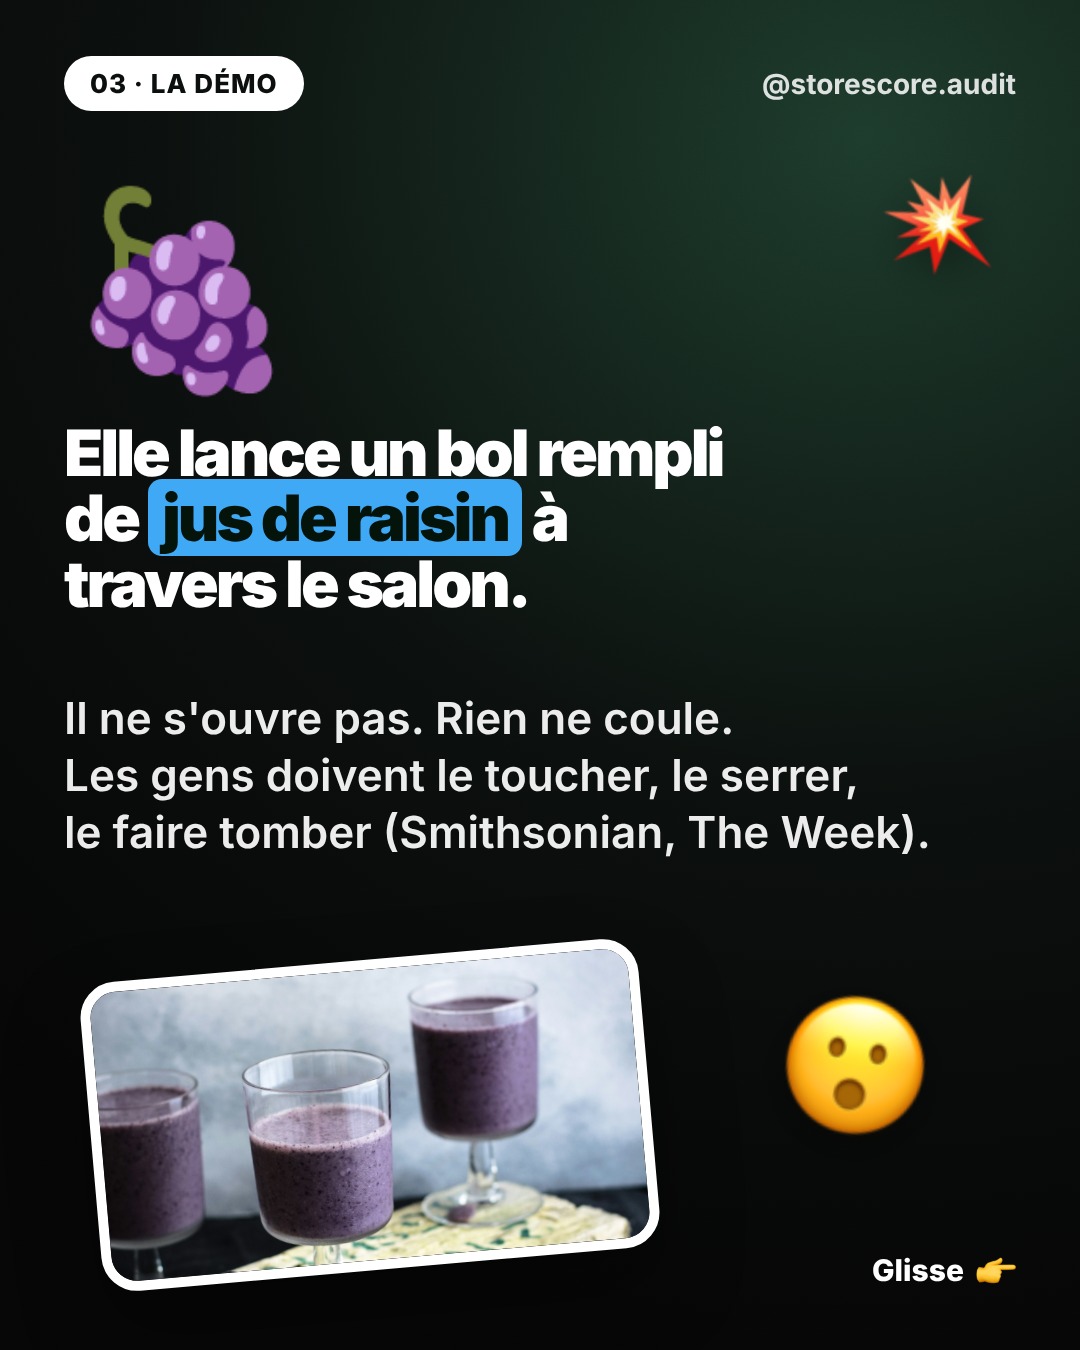 03 · LA DÉMO
@storescore.audit
Elle lance un bol rempli
de jus de raisin à
travers le salon.
Il ne s'ouvre pas. Rien ne coule.
Les gens doivent le toucher, le serrer,
le faire tomber (Smithsonian, The Week).
Glisse 👉